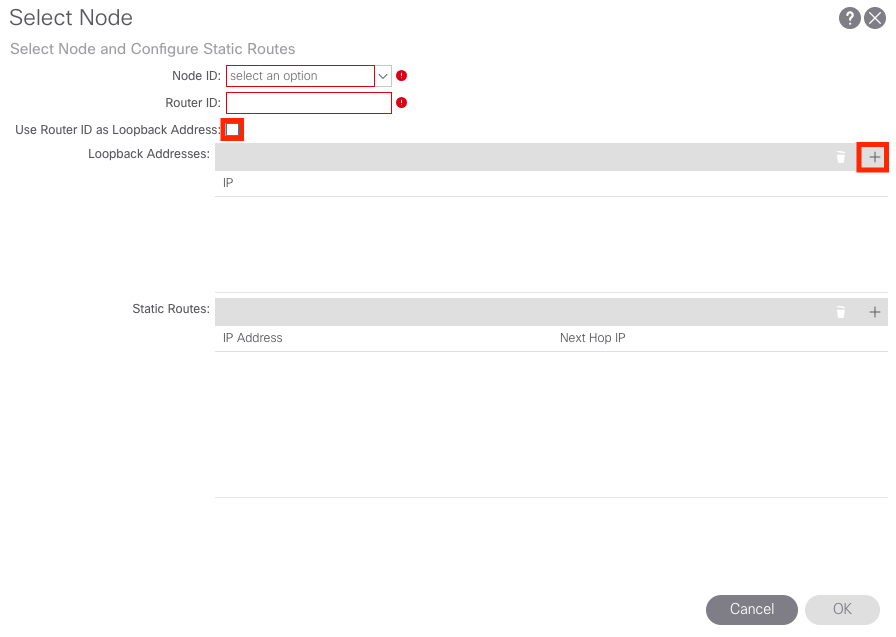 Select Node
Select Node and Configure Static Routes
Node ID: select an option
Router ID:
Use Router ID as Loopback Address:
Loopback Addresses:
IP
Static Routes:
IP Address Next Hop IP
Cancel OK